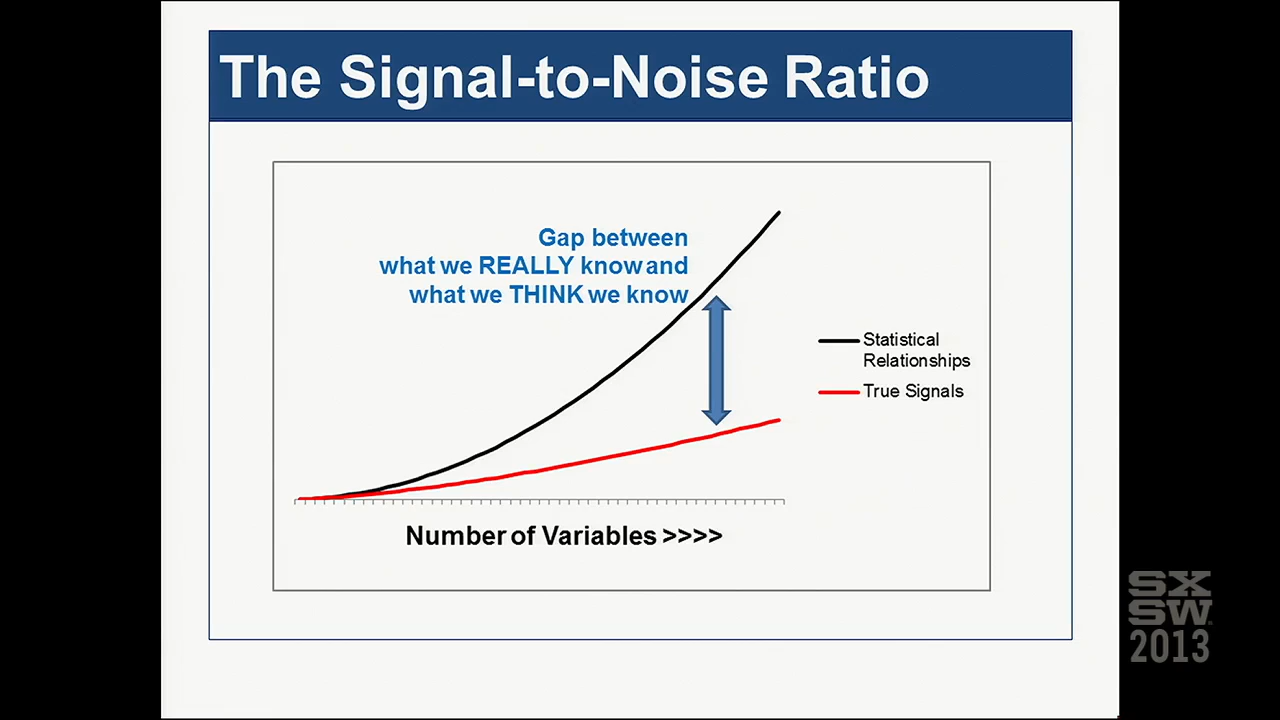 The Signal-to-Noise Ratio
Gap between
what we REALLY know and
what we THINK we know
Statistical
Relationships
True Signals
Number of Variables >>>>
SX
SW.
2013